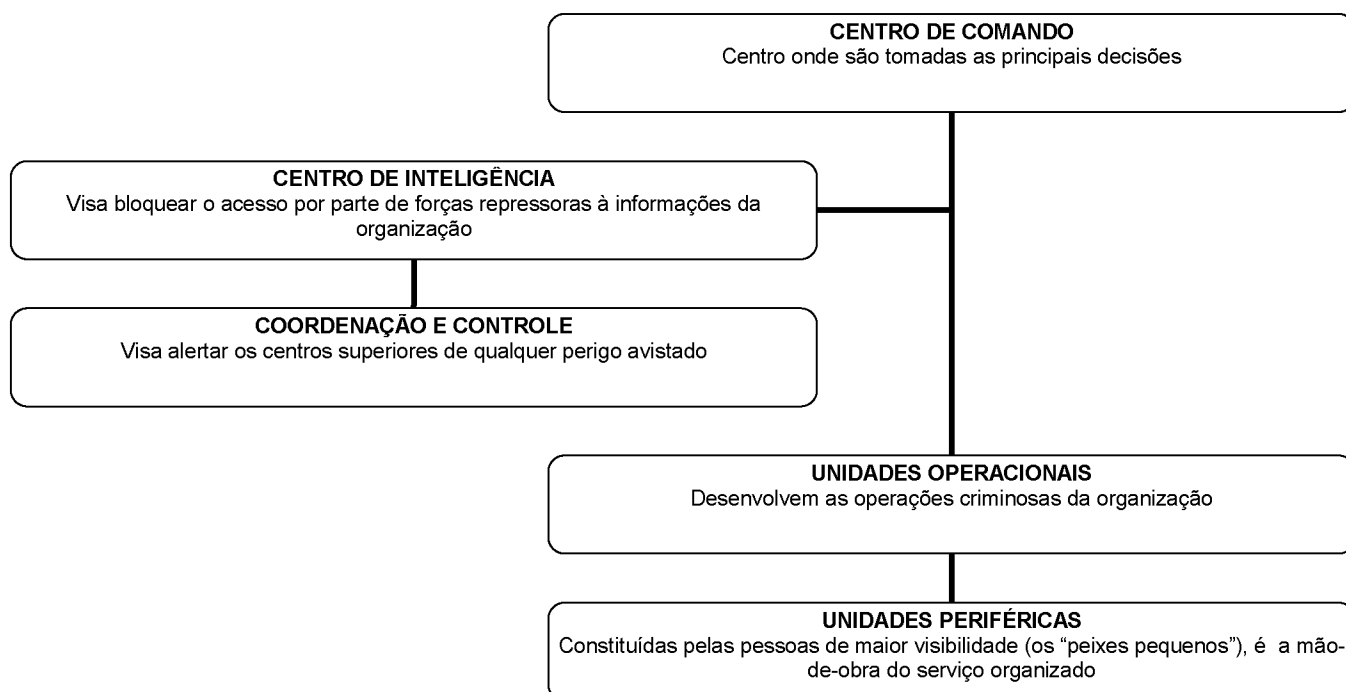 CENTRO DE COMANDO
Centro onde são tomadas as principais decisões
CENTRO DE INTELIGÊNCIA
Visa bloquear o acesso por parte de forças repressoras à informações da
organização
COORDENAÇÃO E CONTROLE
Visa alertar os centros superiores de qualquer perigo avistado
UNIDADES OPERACIONAIS
Desenvolvem as operações criminosas da organização
UNIDADES PERIFÉRICAS
Constituídas pelas pessoas de maior visibilidade (os “peixes pequenos”), é a mão-
de-obra do serviço organizado